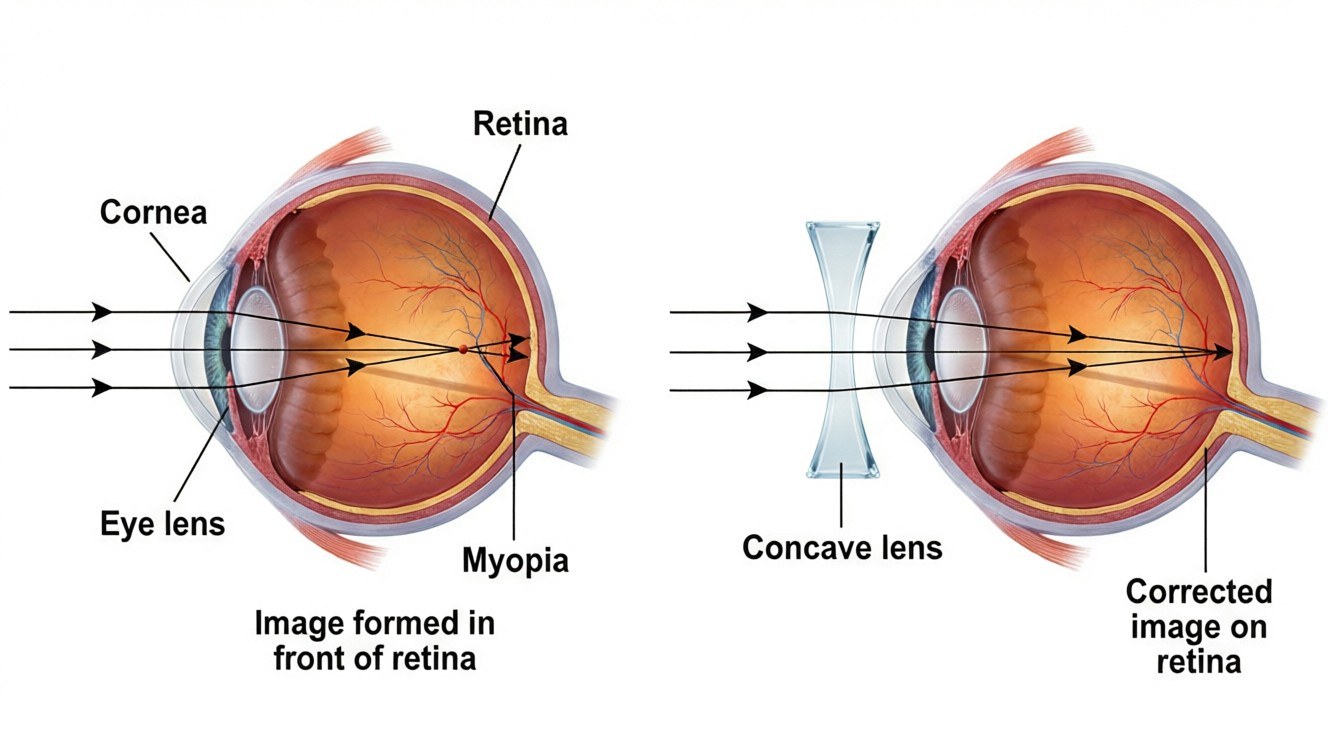 Retina
Cornea
Eye lens
Myopia
Image formed in
front of retina
Concave lens
Corrected
image on
retina